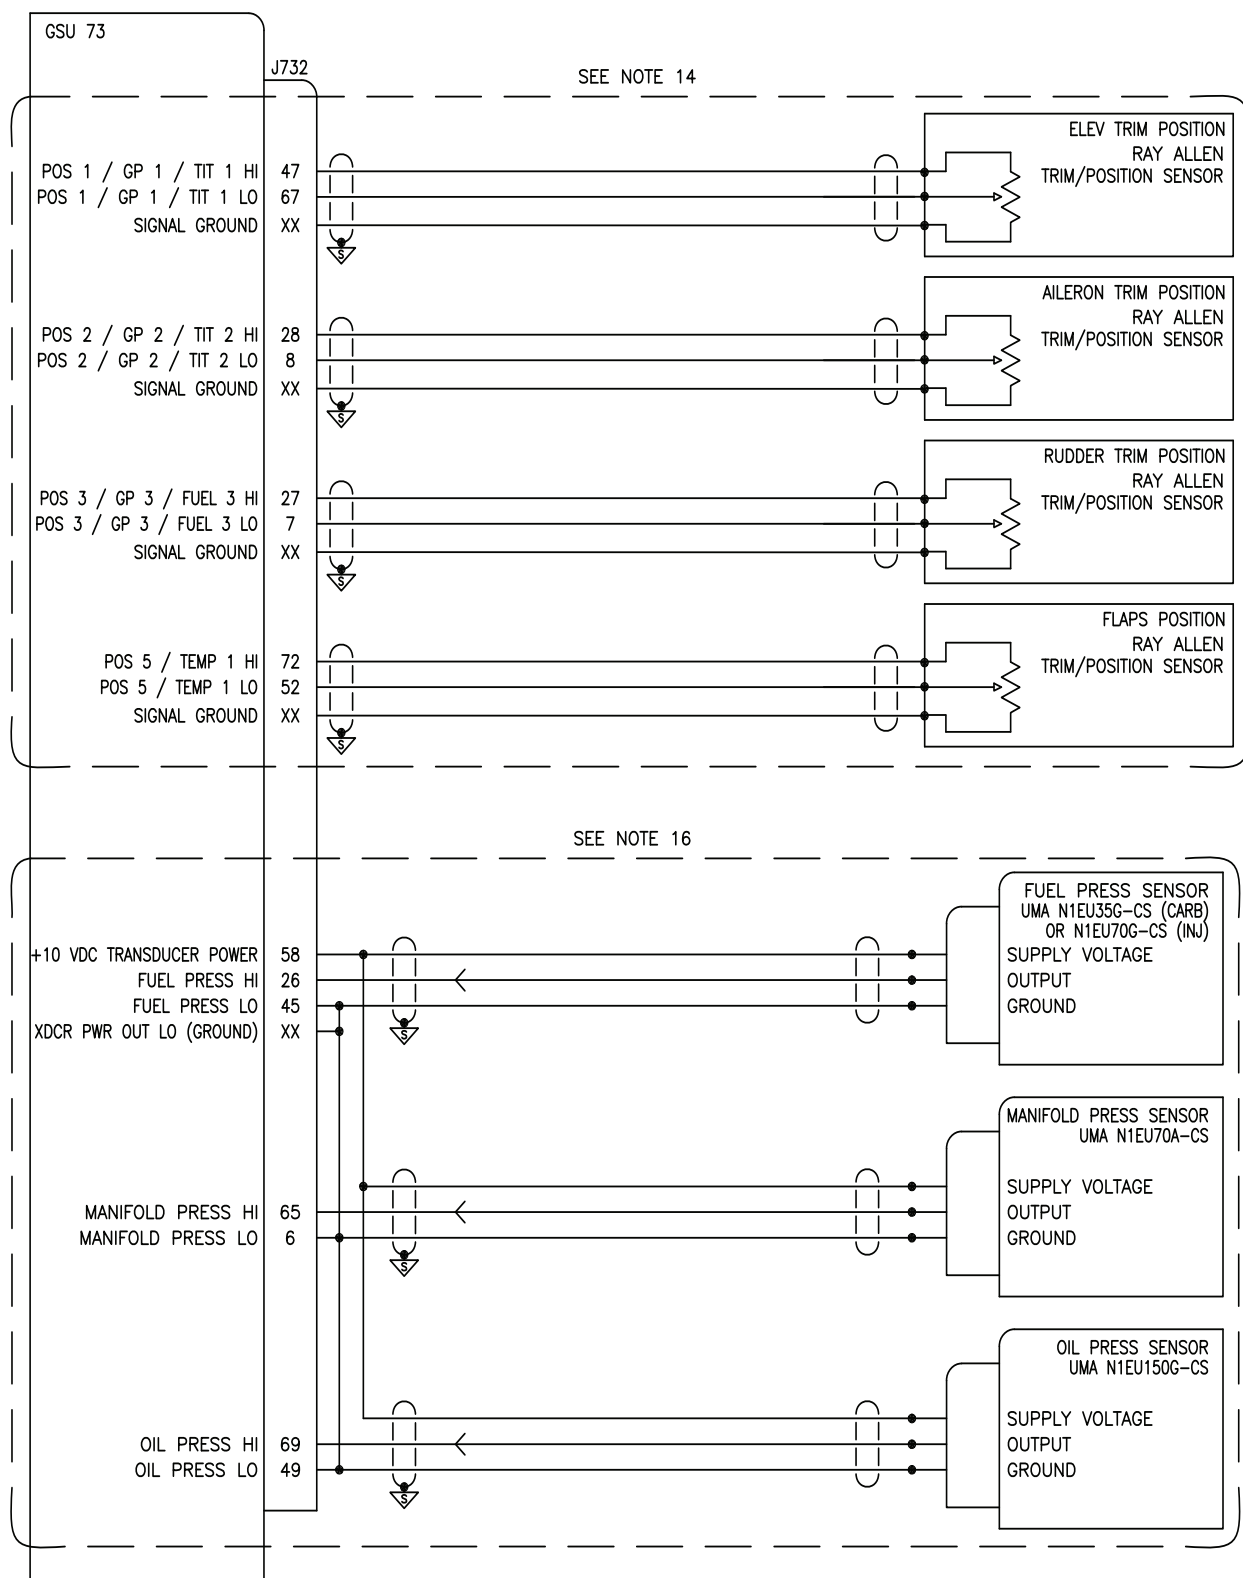 GSU 73
J732
SEE NOTE 14
ELEV TRIM POSITION
RAY ALLEN
TRIM/POSITION SENSOR
POS 1 / GP 1 / TIT 1 HI 47
POS 1 / GP 1 / TIT 1 LO 67
SIGNAL GROUND XX
S
AILERON TRIM POSITION
RAY ALLEN
TRIM/POSITION SENSOR
POS 2 / GP 2 / TIT 2 HI 28
POS 2 / GP 2 / TIT 2 LO 8
SIGNAL GROUND XX
S
RUDDER TRIM POSITION
RAY ALLEN
TRIM/POSITION SENSOR
POS 3 / GP 3 / FUEL 3 HI 27
POS 3 / GP 3 / FUEL 3 LO 7
SIGNAL GROUND XX
S
FLAPS POSITION
RAY ALLEN
TRIM/POSITION SENSOR
POS 5 / TEMP 1 HI 72
POS 5 / TEMP 1 LO 52
SIGNAL GROUND XX
S
SEE NOTE 16
FUEL PRESS SENSOR
UMA N1EU35G-CS (CARB)
OR N1EU70G-CS (INJ)
+10 VDC TRANSDUCER POWER 58 SUPPLY VOLTAGE
FUEL PRESS HI 26 OUTPUT
FUEL PRESS LO 45 GROUND
XDCR PWR OUT LO (GROUND) XX
S
MANIFOLD PRESS SENSOR
UMA N1EU70A-CS
SUPPLY VOLTAGE
MANIFOLD PRESS HI 65 OUTPUT
MANIFOLD PRESS LO 6 GROUND
S
OIL PRESS SENSOR
UMA N1EU150G-CS
SUPPLY VOLTAGE
OIL PRESS HI 69 OUTPUT
OIL PRESS LO 49 GROUND
S